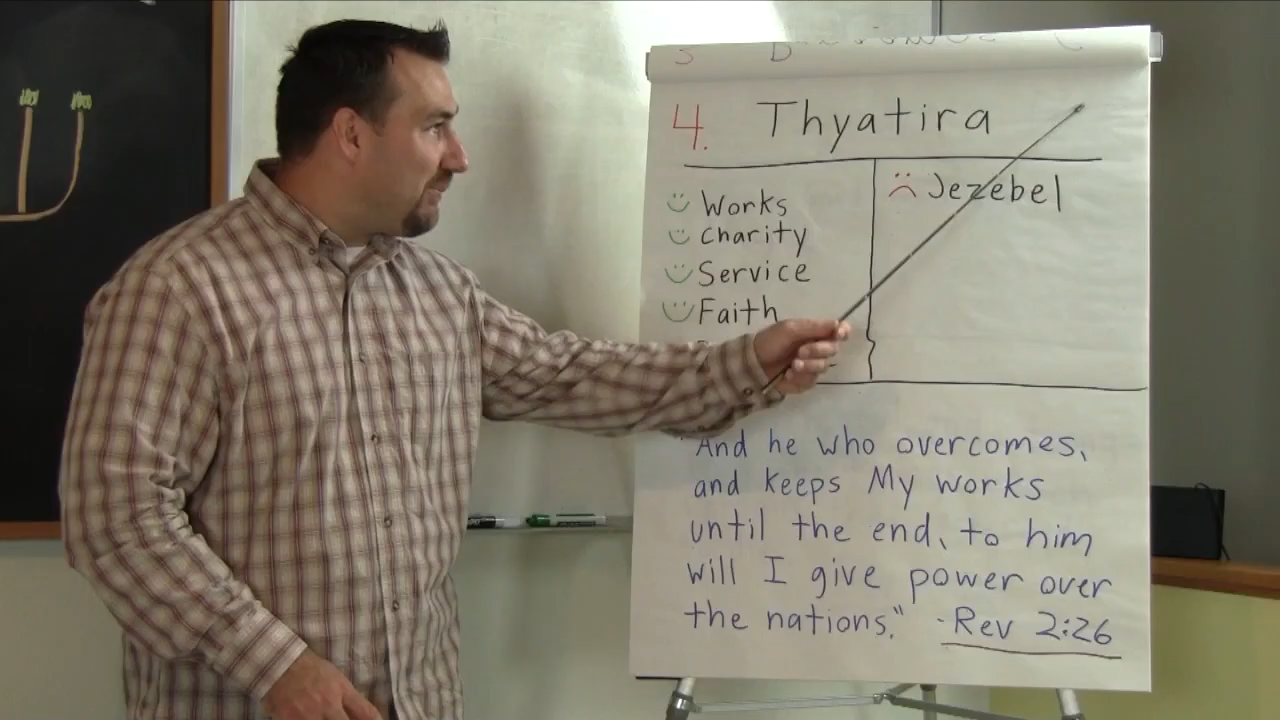 4. Thyatira
Works
Charity
Service
Faith
Jezebel
"And he who overcomes,
and keeps My works
until the end, to him
will I give power over
the nations." -Rev 2:26